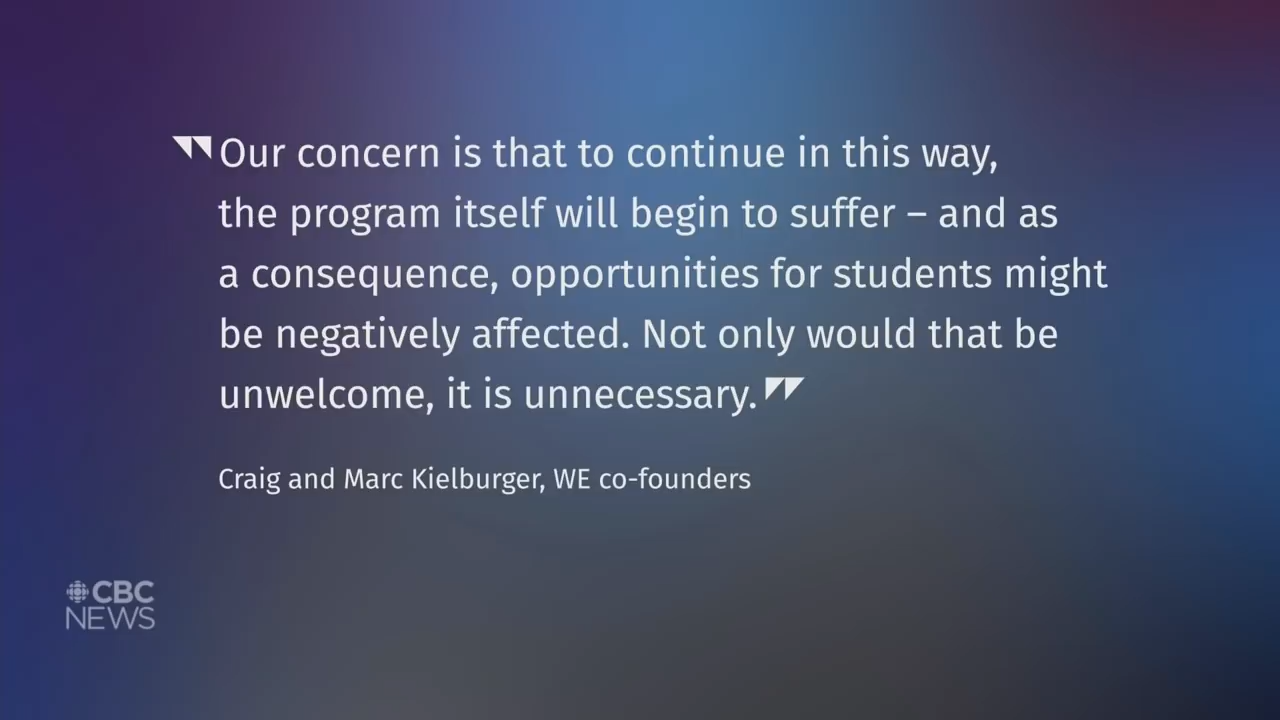 "Our concern is that to continue in this way,
the program itself will begin to suffer – and as
a consequence, opportunities for students might
be negatively affected. Not only would that be
unwelcome, it is unnecessary."
Craig and Marc Kielburger, WE co-founders
CBC
NEWS